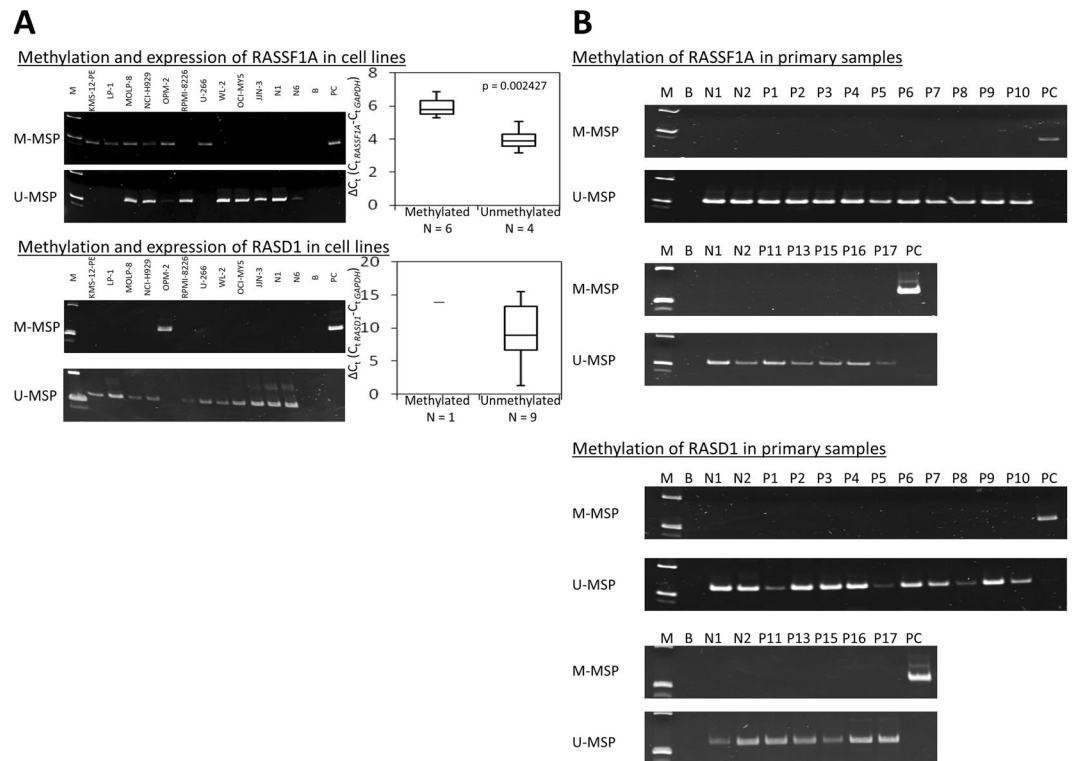 A
Methylation and expression of RASSF1A in cell lines
M KMS-12-PE LP-1 MOLP-8 NCI-H929 OPM-2 RPMI-8226 U-266 WL-2 OCI-MY5 JJN-3 N1 N6 B PC
M-MSP
U-MSP
ΔCt (Ct RASSF1A-Ct GAPDH)
8
6
4
2
0
p = 0.002427
Methylated Unmethylated
N = 6 N = 4
Methylation and expression of RASD1 in cell lines
M KMS-12-PE LP-1 MOLP-8 NCI-H929 OPM-2 RPMI-8226 U-266 WL-2 OCI-MY5 JJN-3 N1 N6 B PC
M-MSP
U-MSP
ΔCt (Ct RASD1-Ct GAPDH)
20
15
10
5
0
Methylated Unmethylated
N = 1 N = 9
B
Methylation of RASSF1A in primary samples
M B N1 N2 P1 P2 P3 P4 P5 P6 P7 P8 P9 P10 PC
M-MSP
U-MSP
M B N1 N2 P11 P13 P15 P16 P17 PC
M-MSP
U-MSP
Methylation of RASD1 in primary samples
M B N1 N2 P1 P2 P3 P4 P5 P6 P7 P8 P9 P10 PC
M-MSP
U-MSP
M B N1 N2 P11 P13 P15 P16 P17 PC
M-MSP
U-MSP